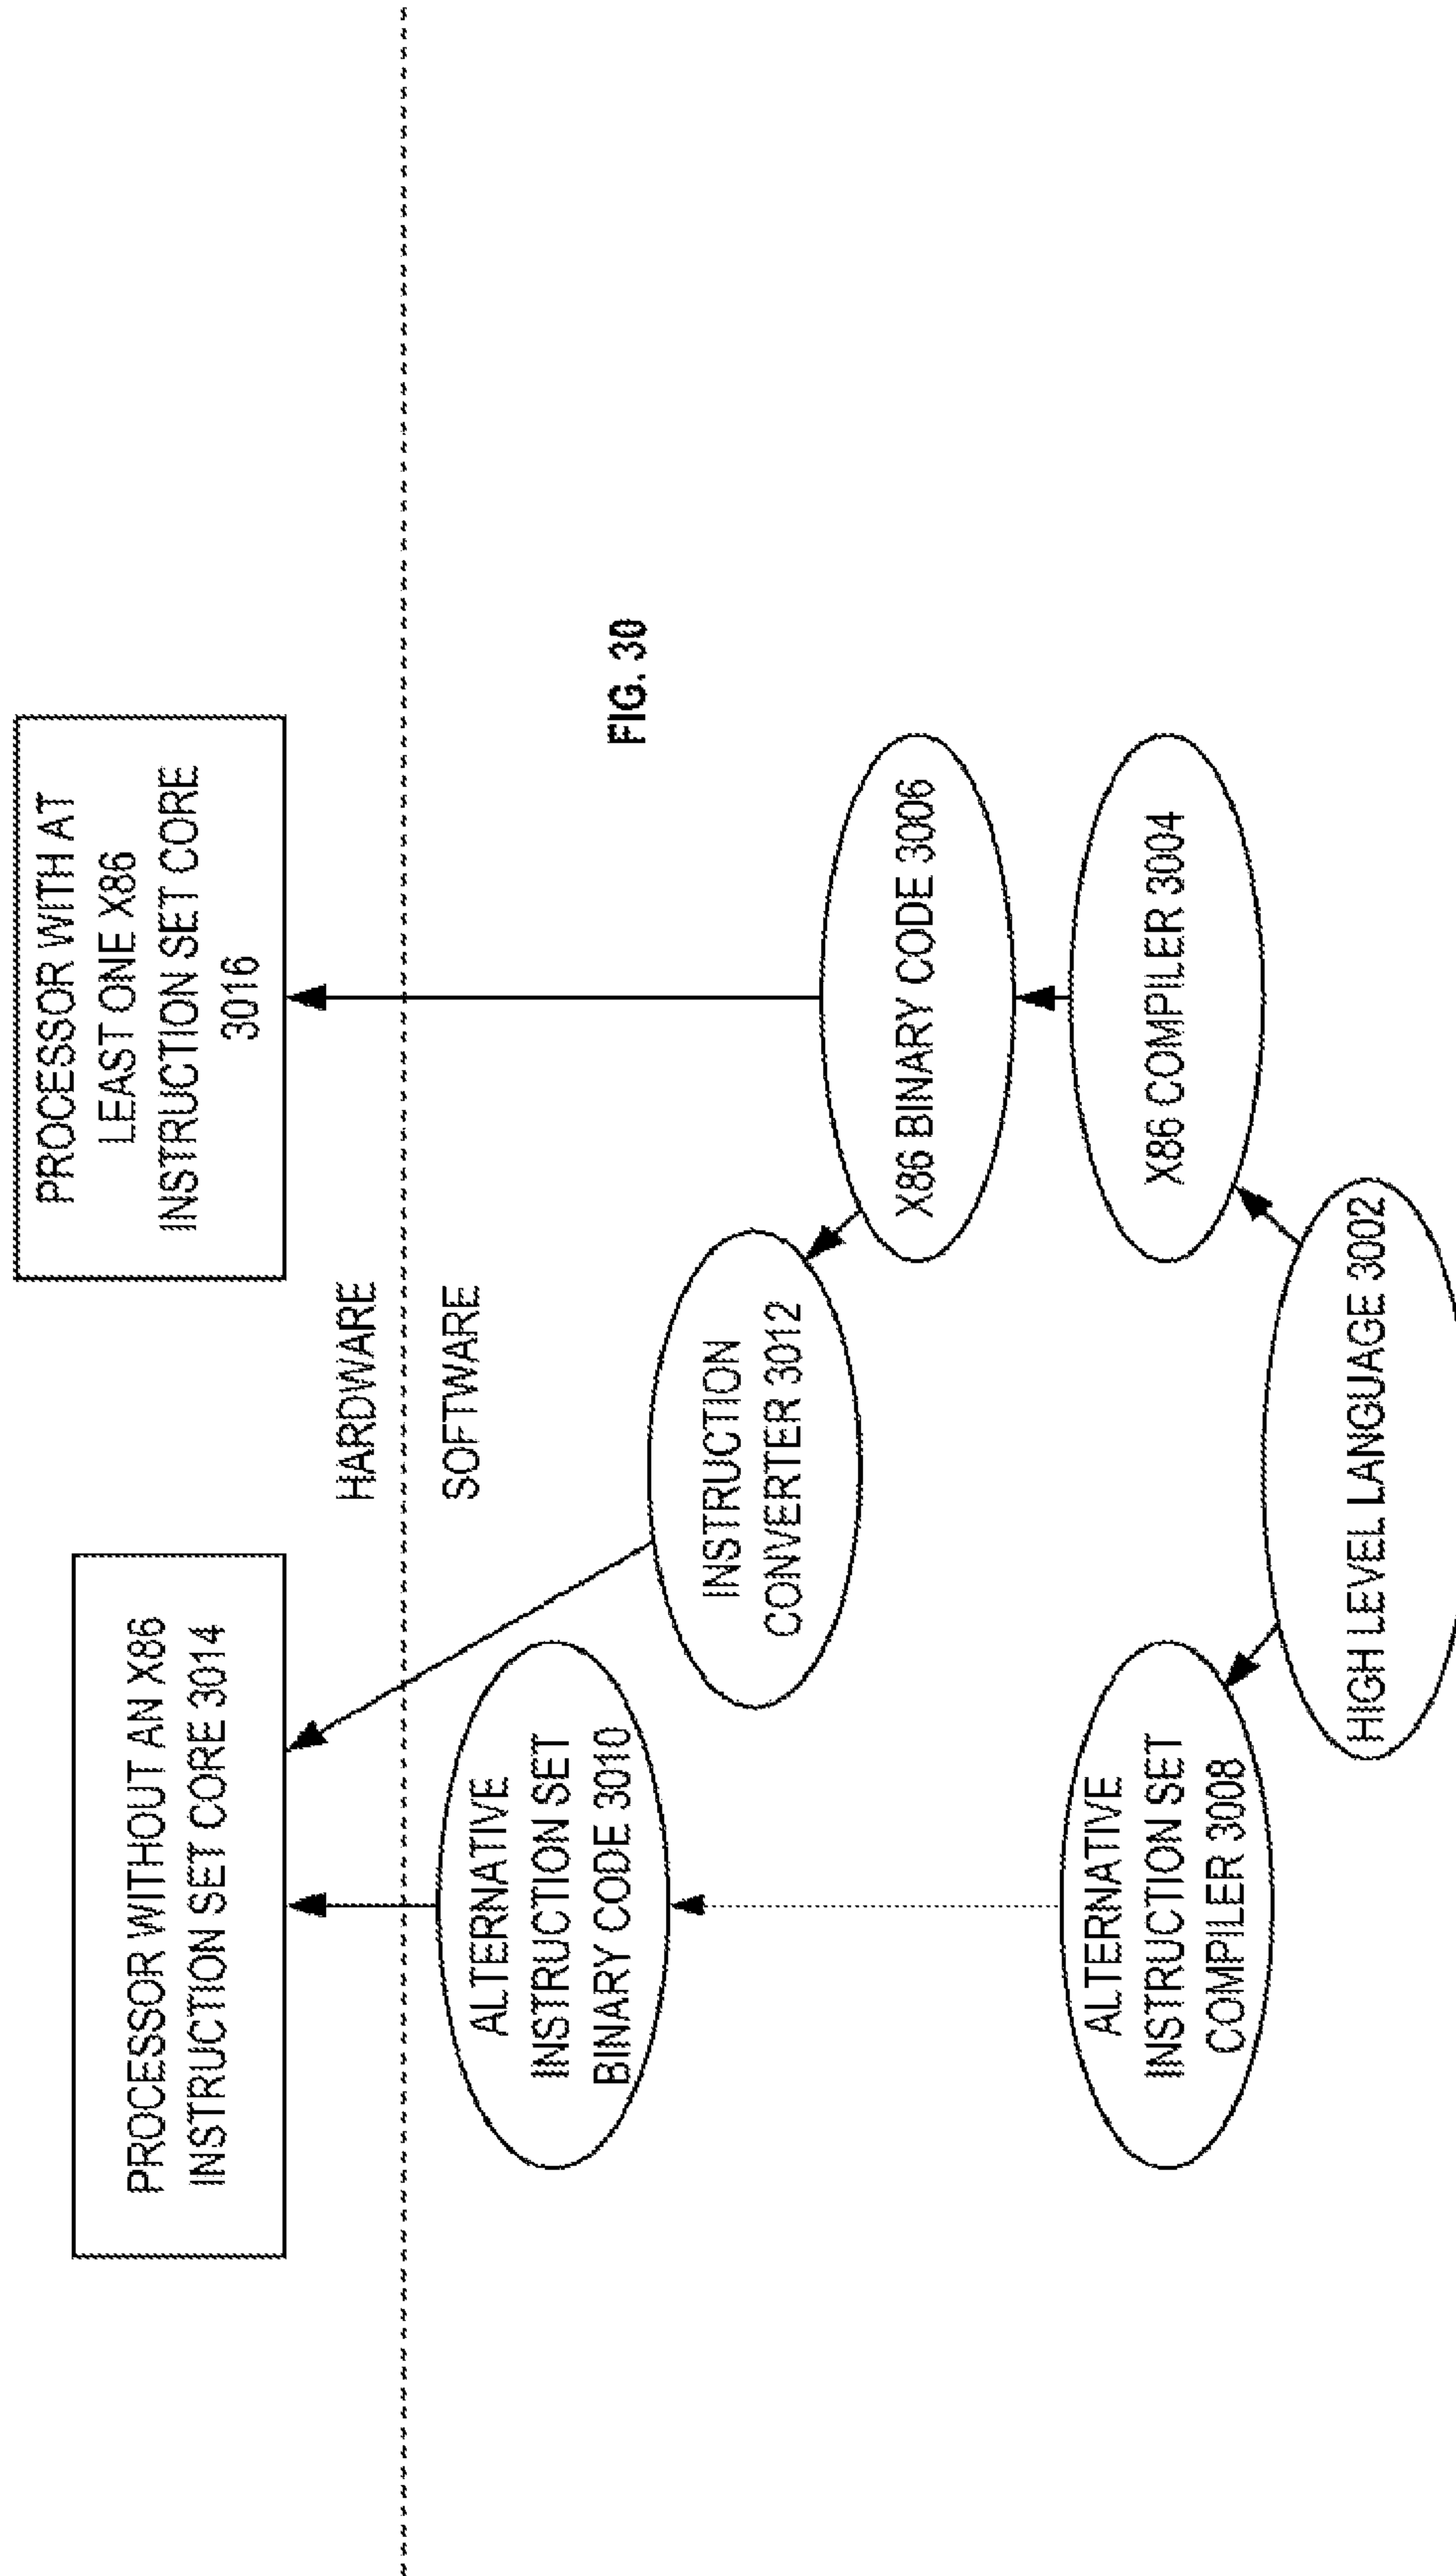 PROCESSOR WITHOUT AN X86
INSTRUCTION SET CORE 3014
PROCESSOR WITH AT
LEAST ONE X86
INSTRUCTION SET CORE
3016
HARDWARE
SOFTWARE
ALTERNATIVE
INSTRUCTION SET
BINARY CODE 3010
INSTRUCTION
CONVERTER 3012
FIG. 30
X86 BINARY CODE 3006
ALTERNATIVE
INSTRUCTION SET
COMPILER 3008
X86 COMPILER 3004
HIGH LEVEL LANGUAGE 3002